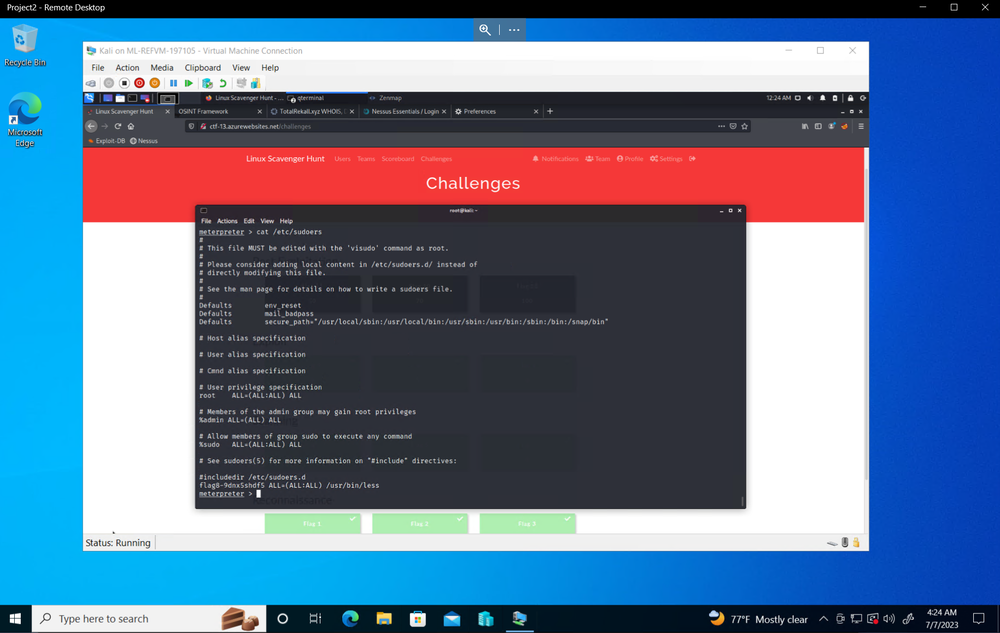 Project2 - Remote Desktop
Recycle Bin
Microsoft
Edge
Kali on ML-REFVM-197105 - Virtual Machine Connection
File Action Media Clipboard View Help
Linux Scavenger Hunt - ... 2 qterminal Zenmap 12:24 AM
Linux Scavenger Hunt OSINT Framework TotalRekall.xyz WHOIS, D Nessus Essentials / Login Preferences
ctf-13.azurewebsites.net/challenges
Exploit-DB Nessus
Linux Scavenger Hunt Users Teams Scoreboard Challenges Notifications Team Profile Settings
Challenges
root@kali: ~
File Actions Edit View Help
meterpreter > cat /etc/sudoers
#
# This file MUST be edited with the 'visudo' command as root.
#
# Please consider adding local content in /etc/sudoers.d/ instead of
# directly modifying this file.
#
# See the man page for details on how to write a sudoers file.
#
Defaults env_reset
Defaults mail_badpass
Defaults secure_path="/usr/local/sbin:/usr/local/bin:/usr/sbin:/usr/bin:/sbin:/bin:/snap/bin"
# Host alias specification
# User alias specification
# Cmnd alias specification
# User privilege specification
root ALL=(ALL:ALL) ALL
# Members of the admin group may gain root privileges
%admin ALL=(ALL) ALL
# Allow members of group sudo to execute any command
%sudo ALL=(ALL:ALL) ALL
# See sudoers(5) for more information on "#include" directives:
#includedir /etc/sudoers.d
flag8-9dnx5shdf5 ALL=(ALL:ALL) /usr/bin/less
meterpreter >
Reconnaissance
Flag 1 Flag 2 Flag 3
Status: Running
Type here to search
77°F Mostly clear
4:24 AM
7/7/2023